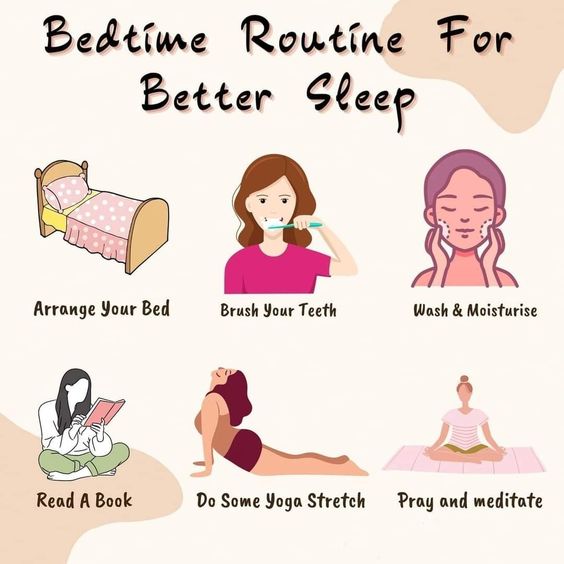 Bedtime Routine For
Better Sleep
Arrange Your Bed
Brush Your Teeth
Wash & Moisturise
Read A Book
Do Some Yoga Stretch
Pray and meditate